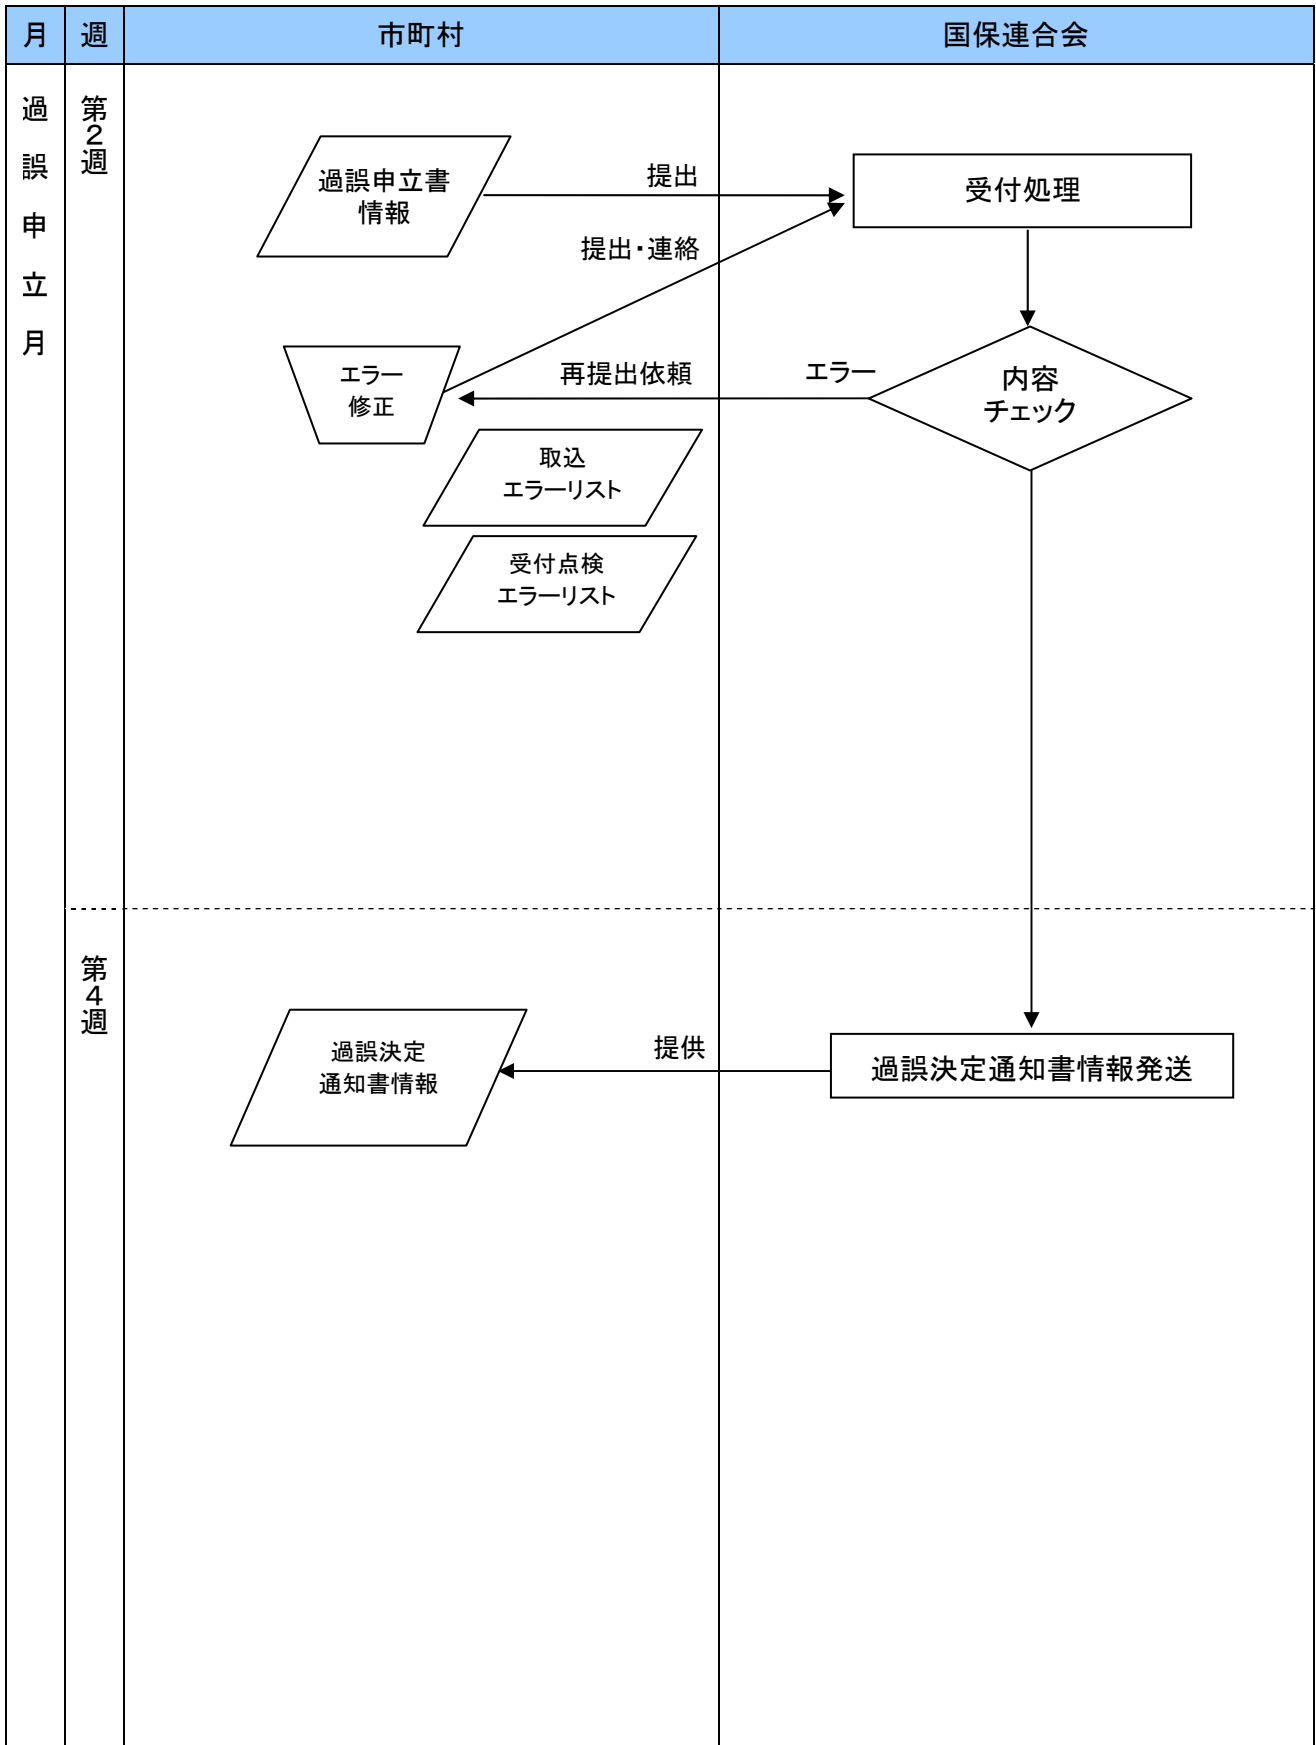 月 週 市町村 国保連合会
過誤申立月
第2週
過誤申立書
情報
提出
受付処理
提出・連絡
エラー
修正
再提出依頼
エラー
内容
チェック
取込
エラーリスト
受付点検
エラーリスト
第4週
過誤決定
通知書情報
提供
過誤決定通知書情報発送